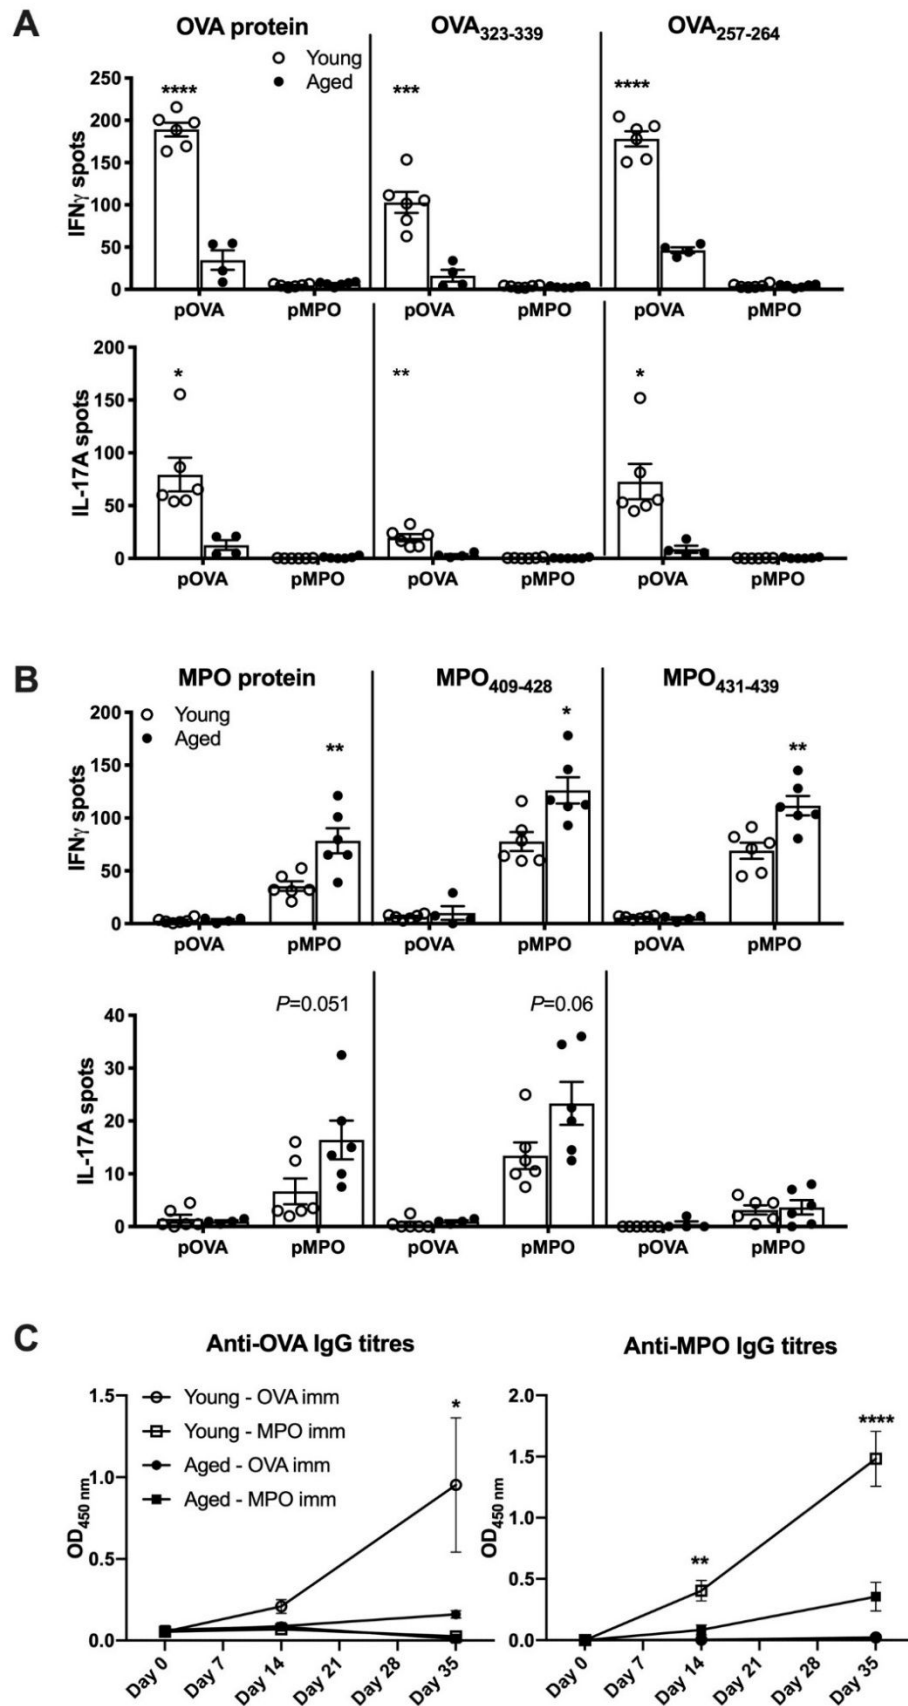 A
OVA protein OVA323-339 OVA257-264
Young
Aged
IFNγ spots
250
200
150
100
50
0
**** *** ****
pOVA pMPO pOVA pMPO pOVA pMPO
IL-17A spots
200
150
100
50
0
* ** *
pOVA pMPO pOVA pMPO pOVA pMPO
B
MPO protein MPO409-428 MPO431-439
Young
Aged
IFNγ spots
200
150
100
50
0
** * **
pOVA pMPO pOVA pMPO pOVA pMPO
IL-17A spots
40
30
20
10
0
P=0.051 P=0.06
pOVA pMPO pOVA pMPO pOVA pMPO
C
Anti-OVA IgG titres
Young - OVA imm
Young - MPO imm
Aged - OVA imm
Aged - MPO imm
OD450 nm
1.5
1.0
0.5
0.0
*
Day 0 Day 7 Day 14 Day 21 Day 28 Day 35
Anti-MPO IgG titres
OD450 nm
2.0
1.5
1.0
0.5
0.0
** ****
Day 0 Day 7 Day 14 Day 21 Day 28 Day 35